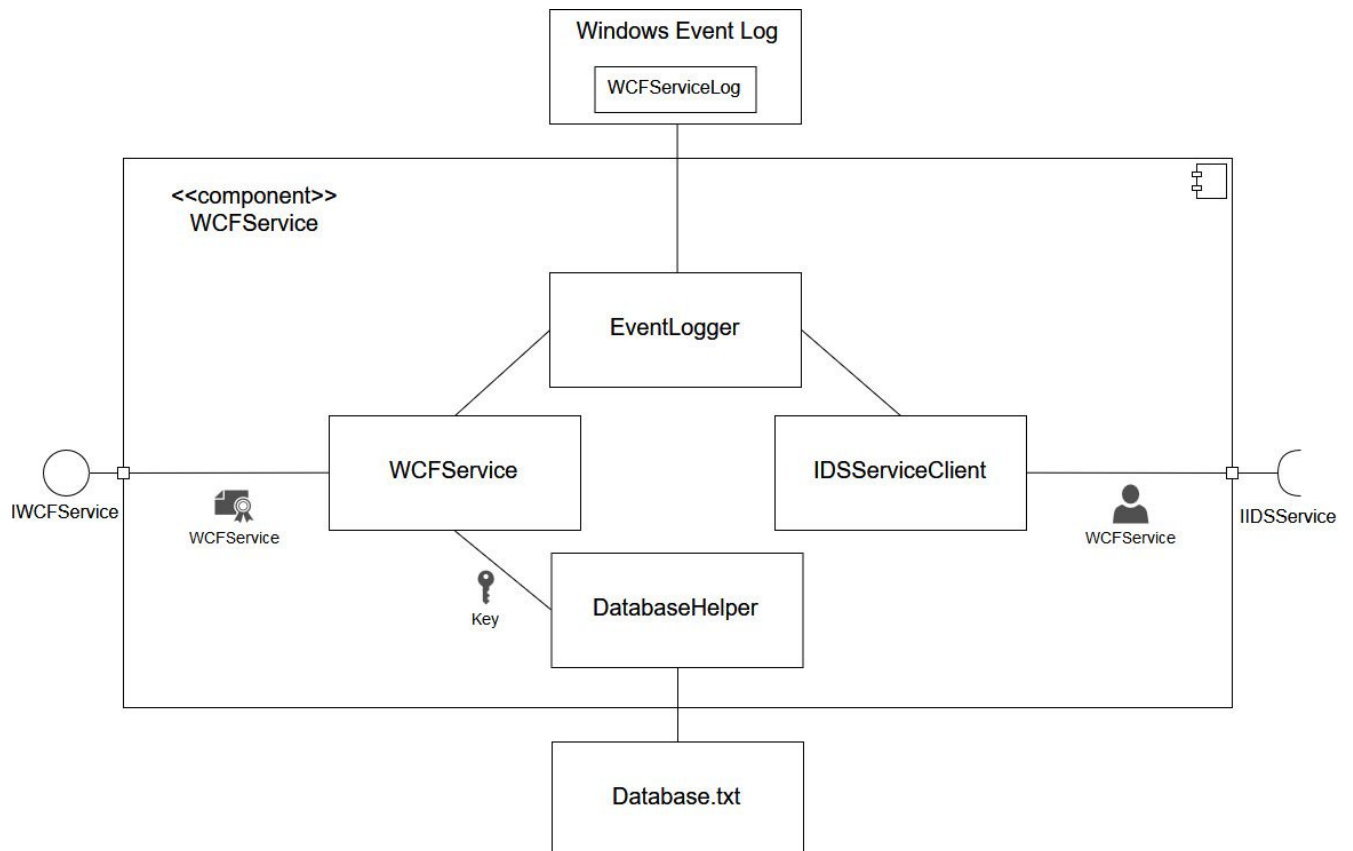 Windows Event Log
WCFServiceLog
<<component>>
WCFService
EventLogger
WCFService
IDSServiceClient
IWCFService
WCFService
WCFService
IIDSService
Key
DatabaseHelper
Database.txt